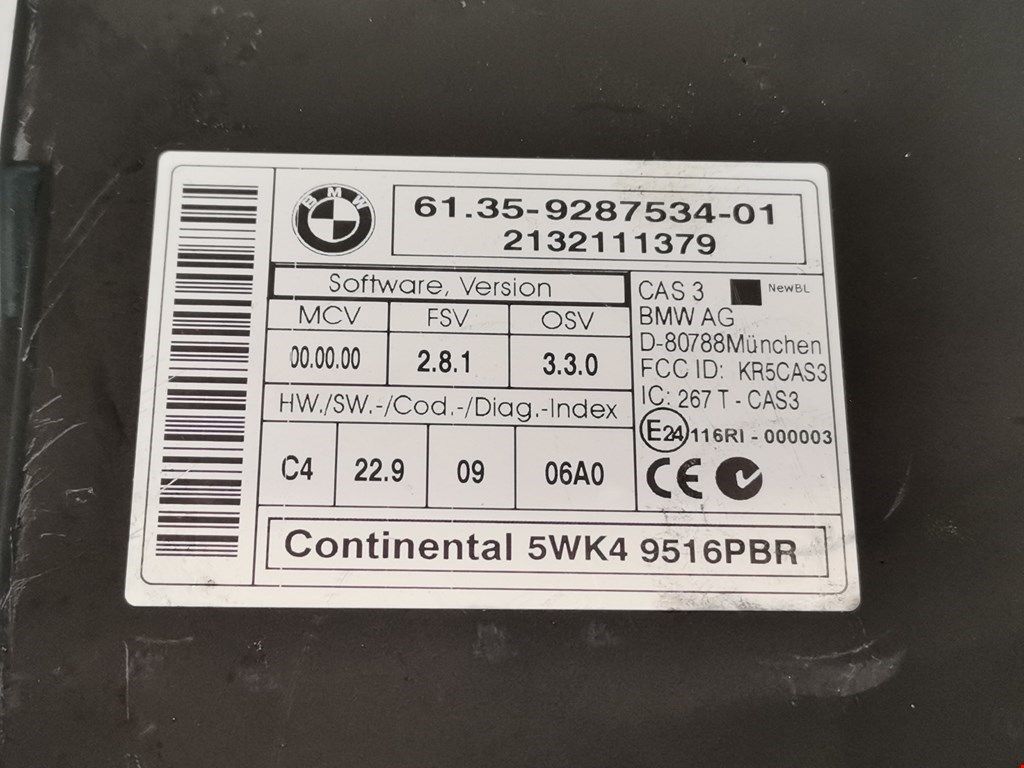 BMW
61.35-9287534-01
2132111379
Software, Version
MCV FSV OSV
00.00.00 2.8.1 3.3.0
HW./SW.-/Cod.-/Diag.-Index
C4 22.9 09 06A0
CAS 3 NewBL
BMW AG
D-80788München
FCC ID: KR5CAS3
IC: 267 T - CAS3
E24 116RI - 000003
CE
Continental 5WK4 9516PBR